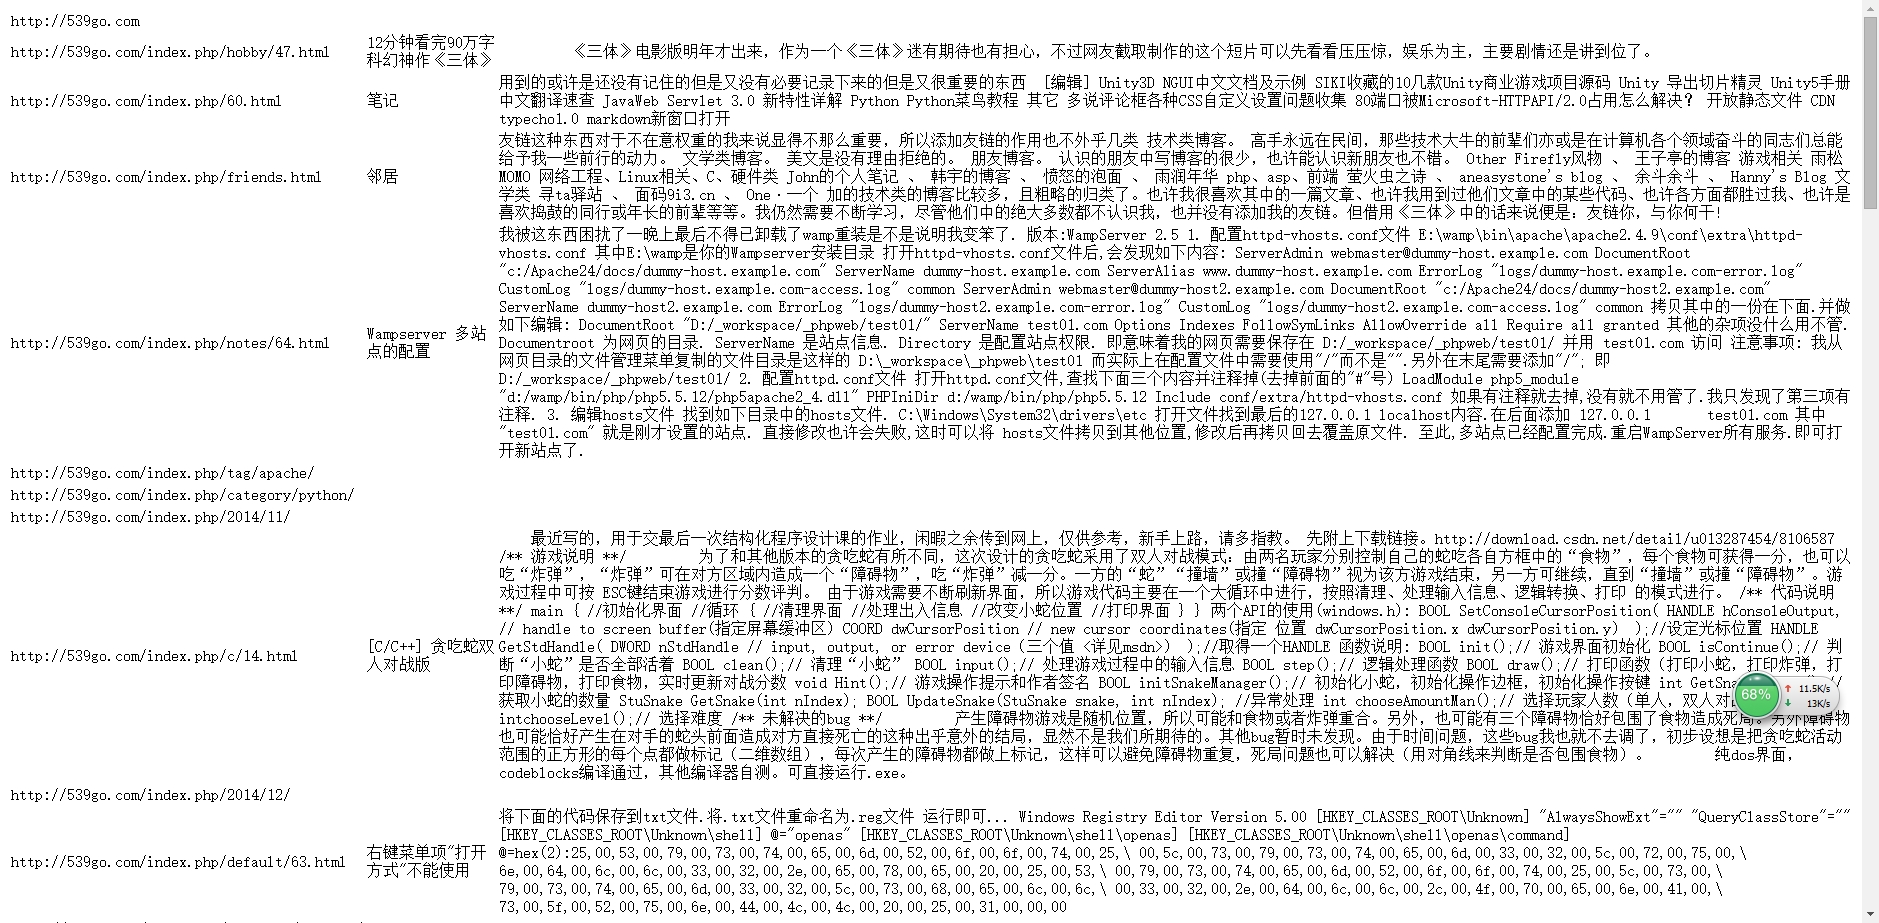 http://539go.com
http://539go.com/index.php/hobby/47.html
12分钟看完90万字
科幻神作《三体》
《三体》电影版明年才出来，作为一个《三体》迷有期待也有担心，不过网友截取制作的这个短片可以先看看压压惊，娱乐为主，主要剧情还是讲到位了。
http://539go.com/index.php/60.html
笔记
用到的或许是还没有记住的但是又没有必要记录下来的但是又很重要的东西 [编辑] Unity3D NGUI中文文档及示例 SIKI收藏的10几款Unity商业游戏项目源码 Unity 导出切片精灵 Unity5手册
中文翻译速查 JavaWeb Servlet 3.0 新特性详解 Python Python菜鸟教程 其它 多说评论框各种CSS自定义设置问题收集 80端口被Microsoft-HTTPAPI/2.0占用怎么解决？ 开放静态文件 CDN
typecho1.0 markdown新窗口打开
http://539go.com/index.php/friends.html
邻居
友链这种东西对于不在意权重的我来说显得不那么重要，所以添加友链的作用也不外乎几类 技术类博客。 高手永远在民间，那些技术大牛的前辈们亦或是在计算机各个领域奋斗的同志们总能
给予我一些前行的动力。 文学类博客。 美文是没有理由拒绝的。 朋友博客。 认识的朋友中写博客的很少，也许能认识新朋友也不错。 Other Firefly风物 、 王子亭的博客 游戏相关 雨松
MOMO 网络工程、Linux相关、C、硬件类 John的个人笔记 、 韩宇的博客 、 愤怒的泡面 、 雨润年华 php、asp、前端 萤火虫之诗 、 aneasystone's blog 、 余斗余斗 、 Hanny's Blog 文
学类 寻ta驿站 、 面码9i3.cn 、 One·一个 加的技术类的博客比较多，且粗略的归类了。也许我很喜欢其中的一篇文章、也许我用到过他们文章中的某些代码、也许各方面都胜过我、也许是
喜欢捣鼓的同行或年长的前辈等等。我仍然需要不断学习，尽管他们中的绝大多数都不认识我，也并没有添加我的友链。但借用《三体》中的话来说便是：友链你，与你何干！
http://539go.com/index.php/notes/64.html
Wampserver 多站
点的配置
我被这东西困扰了一晚上最后不得已卸载了wamp重装是不是说明我变笨了. 版本:WampServer 2.5 1. 配置httpd-vhosts.conf文件 E:\wamp\bin\apache\apache2.4.9\conf\extra\httpd-
vhosts.conf 其中E:\wamp是你的Wampserver安装目录 打开httpd-vhosts.conf文件后,会发现如下内容: ServerAdmin webmaster@dummy-host.example.com DocumentRoot
"c:/Apache24/docs/dummy-host.example.com" ServerName dummy-host.example.com ServerAlias www.dummy-host.example.com ErrorLog "logs/dummy-host.example.com-error.log"
CustomLog "logs/dummy-host.example.com-access.log" common ServerAdmin webmaster@dummy-host2.example.com DocumentRoot "c:/Apache24/docs/dummy-host2.example.com"
ServerName dummy-host2.example.com ErrorLog "logs/dummy-host2.example.com-error.log" CustomLog "logs/dummy-host2.example.com-access.log" common 拷贝其中的一份在下面.并做
如下编辑: DocumentRoot "D:/_workspace/_phpweb/test01/" ServerName test01.com Options Indexes FollowSymLinks AllowOverride all Require all granted 其他的杂项没什么用不管.
Documentroot 为网页的目录. ServerName 是站点信息. Directory 是配置站点权限. 即意味着我的网页需要保存在 D:/_workspace/_phpweb/test01/ 并用 test01.com 访问 注意事项: 我从
网页目录的文件管理菜单复制的文件目录是这样的 D:\_workspace\_phpweb\test01 而实际上在配置文件中需要使用"/"而不是"".另外在末尾需要添加"/"; 即
D:/_workspace/_phpweb/test01/ 2. 配置httpd.conf文件 打开httpd.conf文件,查找下面三个内容并注释掉(去掉前面的"#"号) LoadModule php5_module
"d:/wamp/bin/php/php5.5.12/php5apache2_4.dll" PHPIniDir d:/wamp/bin/php/php5.5.12 Include conf/extra/httpd-vhosts.conf 如果有注释就去掉,没有就不用管了.我只发现了第三项有
注释. 3. 编辑hosts文件 找到如下目录中的hosts文件. C:\Windows\System32\drivers\etc 打开文件找到最后的127.0.0.1 localhost内容.在后面添加 127.0.0.1 test01.com 其中
"test01.com" 就是刚才设置的站点. 直接修改也许会失败,这时可以将 hosts文件拷贝到其他位置,修改后再拷贝回去覆盖原文件. 至此,多站点已经配置完成.重启WampServer所有服务.即可打
开新站点了.
http://539go.com/index.php/tag/apache/
http://539go.com/index.php/category/python/
http://539go.com/index.php/2014/11/
http://539go.com/index.php/c/14.html
[C/C++] 贪吃蛇双
人对战版
最近写的，用于交最后一次结构化程序设计课的作业，闲暇之余传到网上，仅供参考，新手上路，请多指教。 先附上下载链接。http://download.csdn.net/detail/u013287454/8106587
/** 游戏说明 **/ 为了和其他版本的贪吃蛇有所不同，这次设计的贪吃蛇采用了双人对战模式：由两名玩家分别控制自己的蛇吃各自方框中的“食物”，每个食物可获得一分，也可以
吃“炸弹”，“炸弹”可在对方区域内造成一个“障碍物”，吃“炸弹”减一分。一方的“蛇”“撞墙”或撞“障碍物”视为该方游戏结束，另一方可继续，直到“撞墙”或撞“障碍物”。游
戏过程中可按 ESC键结束游戏进行分数评判。 由于游戏需要不断刷新界面，所以游戏代码主要在一个大循环中进行，按照清理、处理输入信息、逻辑转换、打印 的模式进行。 /** 代码说明
**/ main { //初始化界面 //循环 { //清理界面 //处理出入信息 //改变小蛇位置 //打印界面 } } 两个API的使用(windows.h): BOOL SetConsoleCursorPosition( HANDLE hConsoleOutput,
// handle to screen buffer(指定屏幕缓冲区) COORD dwCursorPosition // new cursor coordinates(指定 位置 dwCursorPosition.x dwCursorPosition.y) );//设定光标位置 HANDLE
GetStdHandle( DWORD nStdHandle // input, output, or error device（三个值〈详见msdn〉） );//取得一个HANDLE 函数说明: BOOL init();// 游戏界面初始化 BOOL isContinue();// 判
断“小蛇”是否全部活着 BOOL clean();// 清理“小蛇” BOOL input();// 处理游戏过程中的输入信息 BOOL step();// 逻辑处理函数 BOOL draw();// 打印函数（打印小蛇，打印炸弹，打
印障碍物，打印食物，实时更新对战分数 void Hint();// 游戏操作提示和作者签名 BOOL initSnakeManager();// 初始化小蛇，初始化操作边框，初始化操作按键 int GetSna
获取小蛇的数量 StuSnake GetSnake(int nIndex); BOOL UpdateSnake(StuSnake snake, int nIndex); //异常处理 int chooseAmountMan();// 选择玩家人数（单人，双人对
intchooseLevel();// 选择难度 /** 未解决的bug **/ 产生障碍物游戏是随机位置，所以可能和食物或者炸弹重合。另外，也可能有三个障碍物恰好包围了食物造成死局。另外障碍物
也可能恰好产生在对手的蛇头前面造成对方直接死亡的这种出乎意外的结局，显然不是我们所期待的。其他bug暂时未发现。由于时间问题，这些bug我也就不去调了，初步设想是把贪吃蛇活动
范围的正方形的每个点都做标记（二维数组），每次产生的障碍物都做上标记，这样可以避免障碍物重复，死局问题也可以解决（用对角线来判断是否包围食物）。 纯dos界面，
codeblocks编译通过，其他编译器自测。可直接运行.exe。
68%
11.5K/s
13K/s
http://539go.com/index.php/2014/12/
http://539go.com/index.php/default/63.html
右键菜单项"打开
方式"不能使用
将下面的代码保存到txt文件.将.txt文件重命名为.reg文件 运行即可... Windows Registry Editor Version 5.00 [HKEY_CLASSES_ROOT\Unknown] "AlwaysShowExt"="" "QueryClassStore"=""
[HKEY_CLASSES_ROOT\Unknown\shell] @="openas" [HKEY_CLASSES_ROOT\Unknown\shell\openas] [HKEY_CLASSES_ROOT\Unknown\shell\openas\command]
@=hex(2):25,00,53,00,79,00,73,00,74,00,65,00,6d,00,52,00,6f,00,6f,00,74,00,25,\ 00,5c,00,73,00,79,00,73,00,74,00,65,00,6d,00,33,00,32,00,5c,00,72,00,75,00,\
6e,00,64,00,6c,00,6c,00,33,00,32,00,2e,00,65,00,78,00,65,00,20,00,25,00,53,\ 00,79,00,73,00,74,00,65,00,6d,00,52,00,6f,00,6f,00,74,00,25,00,5c,00,73,00,\
79,00,73,00,74,00,65,00,6d,00,33,00,32,00,5c,00,73,00,68,00,65,00,6c,00,6c,\ 00,33,00,32,00,2e,00,64,00,6c,00,6c,00,2c,00,4f,00,70,00,65,00,6e,00,41,00,\
73,00,5f,00,52,00,75,00,6e,00,44,00,4c,00,4c,00,20,00,25,00,31,00,00,00